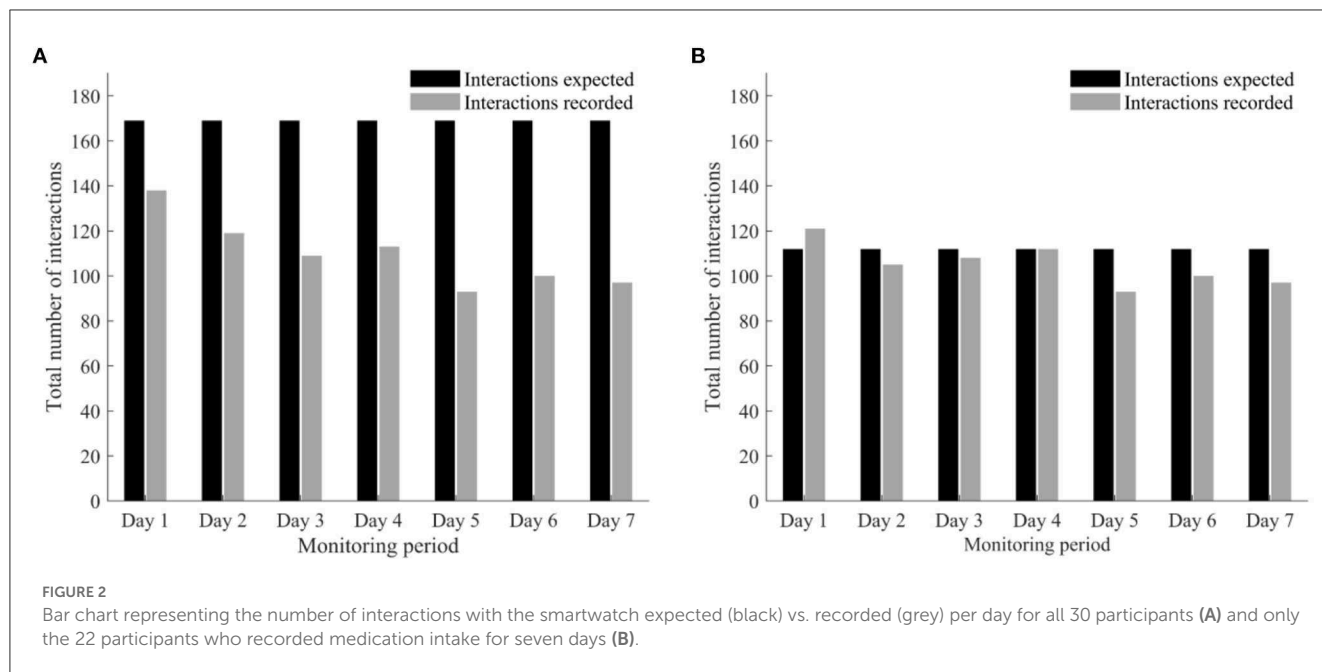 A
Interactions expected
Interactions recorded
180
160
140
120
100
80
60
40
20
0
Total number of interactions
Day 1 Day 2 Day 3 Day 4 Day 5 Day 6 Day 7
Monitoring period
B
Interactions expected
Interactions recorded
180
160
140
120
100
80
60
40
20
0
Total number of interactions
Day 1 Day 2 Day 3 Day 4 Day 5 Day 6 Day 7
Monitoring period
FIGURE 2
Bar chart representing the number of interactions with the smartwatch expected (black) vs. recorded (grey) per day for all 30 participants (A) and only
the 22 participants who recorded medication intake for seven days (B).